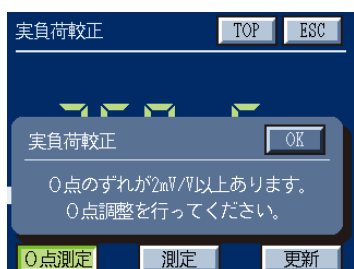 実負荷較正 TOP ESC
実負荷較正 OK
０点のずれが2mV/V以上あります。
０点調整を行ってください。
０点測定 測定 更新